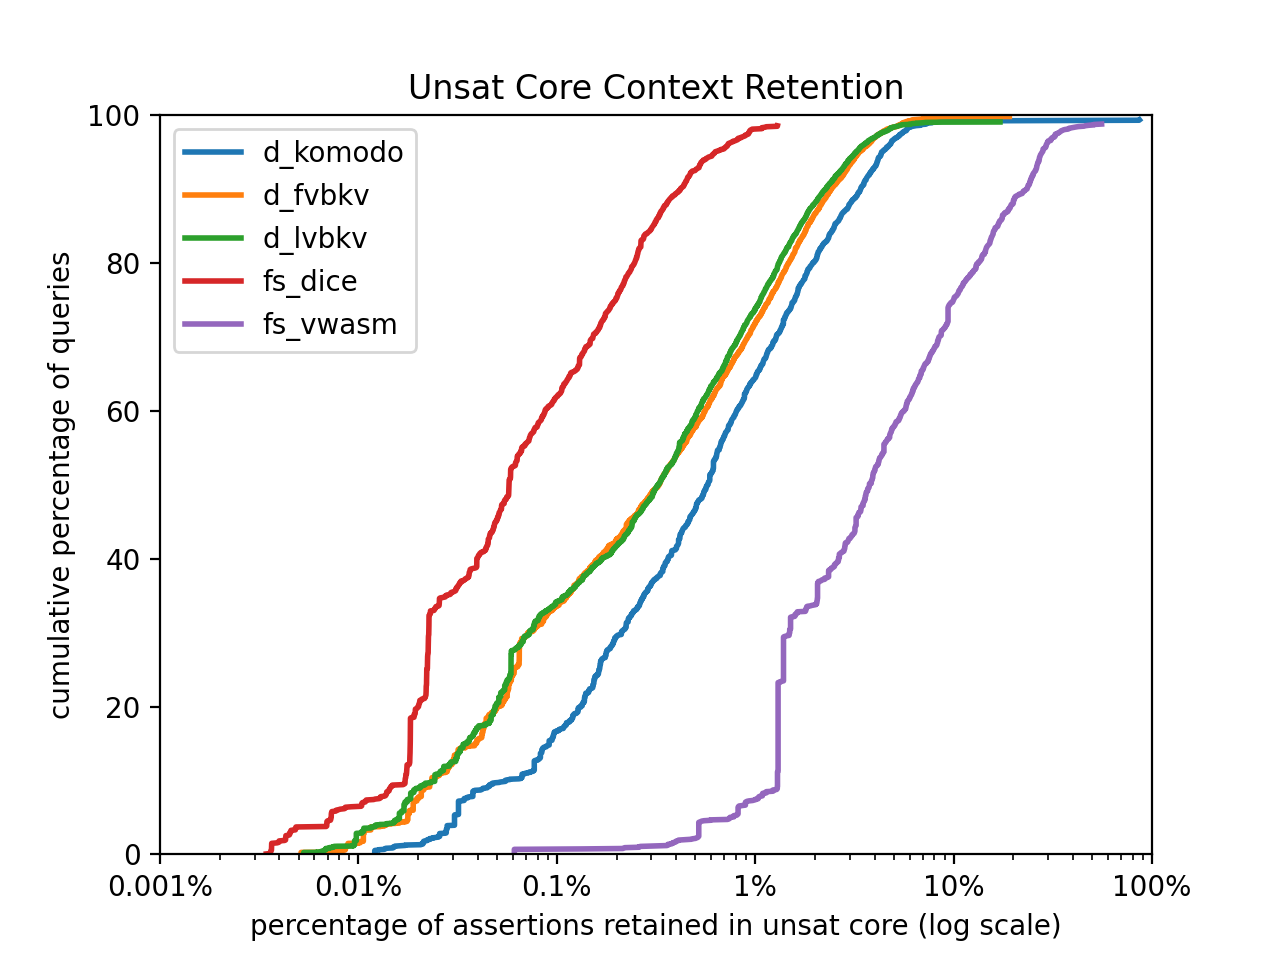 Unsat Core Context Retention
100
80
60
40
20
0
cumulative percentage of queries
d_komodo
d_fvbkv
d_lvbkv
fs_dice
fs_vwasm
0.001% 0.01% 0.1% 1% 10% 100%
percentage of assertions retained in unsat core (log scale)